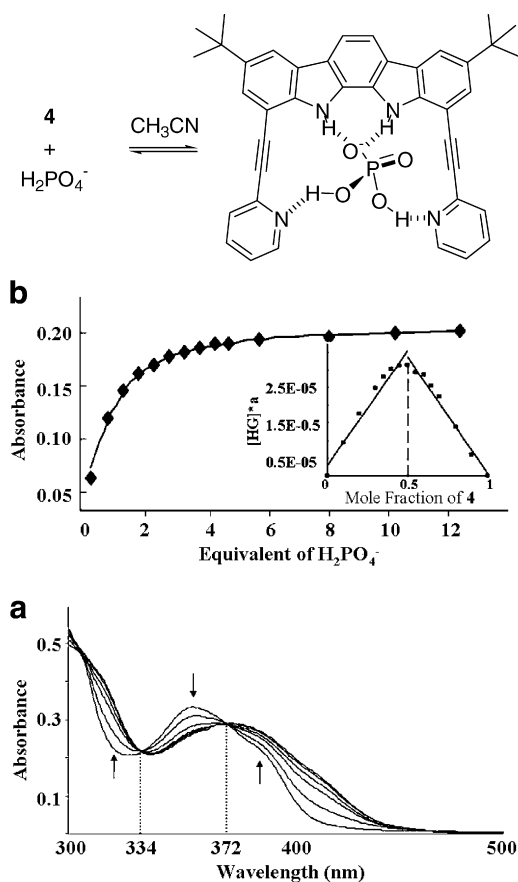 4
+
H₂PO₄⁻
CH₃CN
N
H
N
H
O⁻
P
O
H
O
N
O
H
N
b
Absorbance
0.20
0.15
0.10
0.05
0
2
4
6
8
10
12
Equivalent of H₂PO₄⁻
[HG]*a
2.5E-05
1.5E-0.5
0.5E-05
0
0.5
1
Mole Fraction of 4
a
Absorbance
0.5
0.3
0.1
300
334
372
400
500
Wavelength (nm)